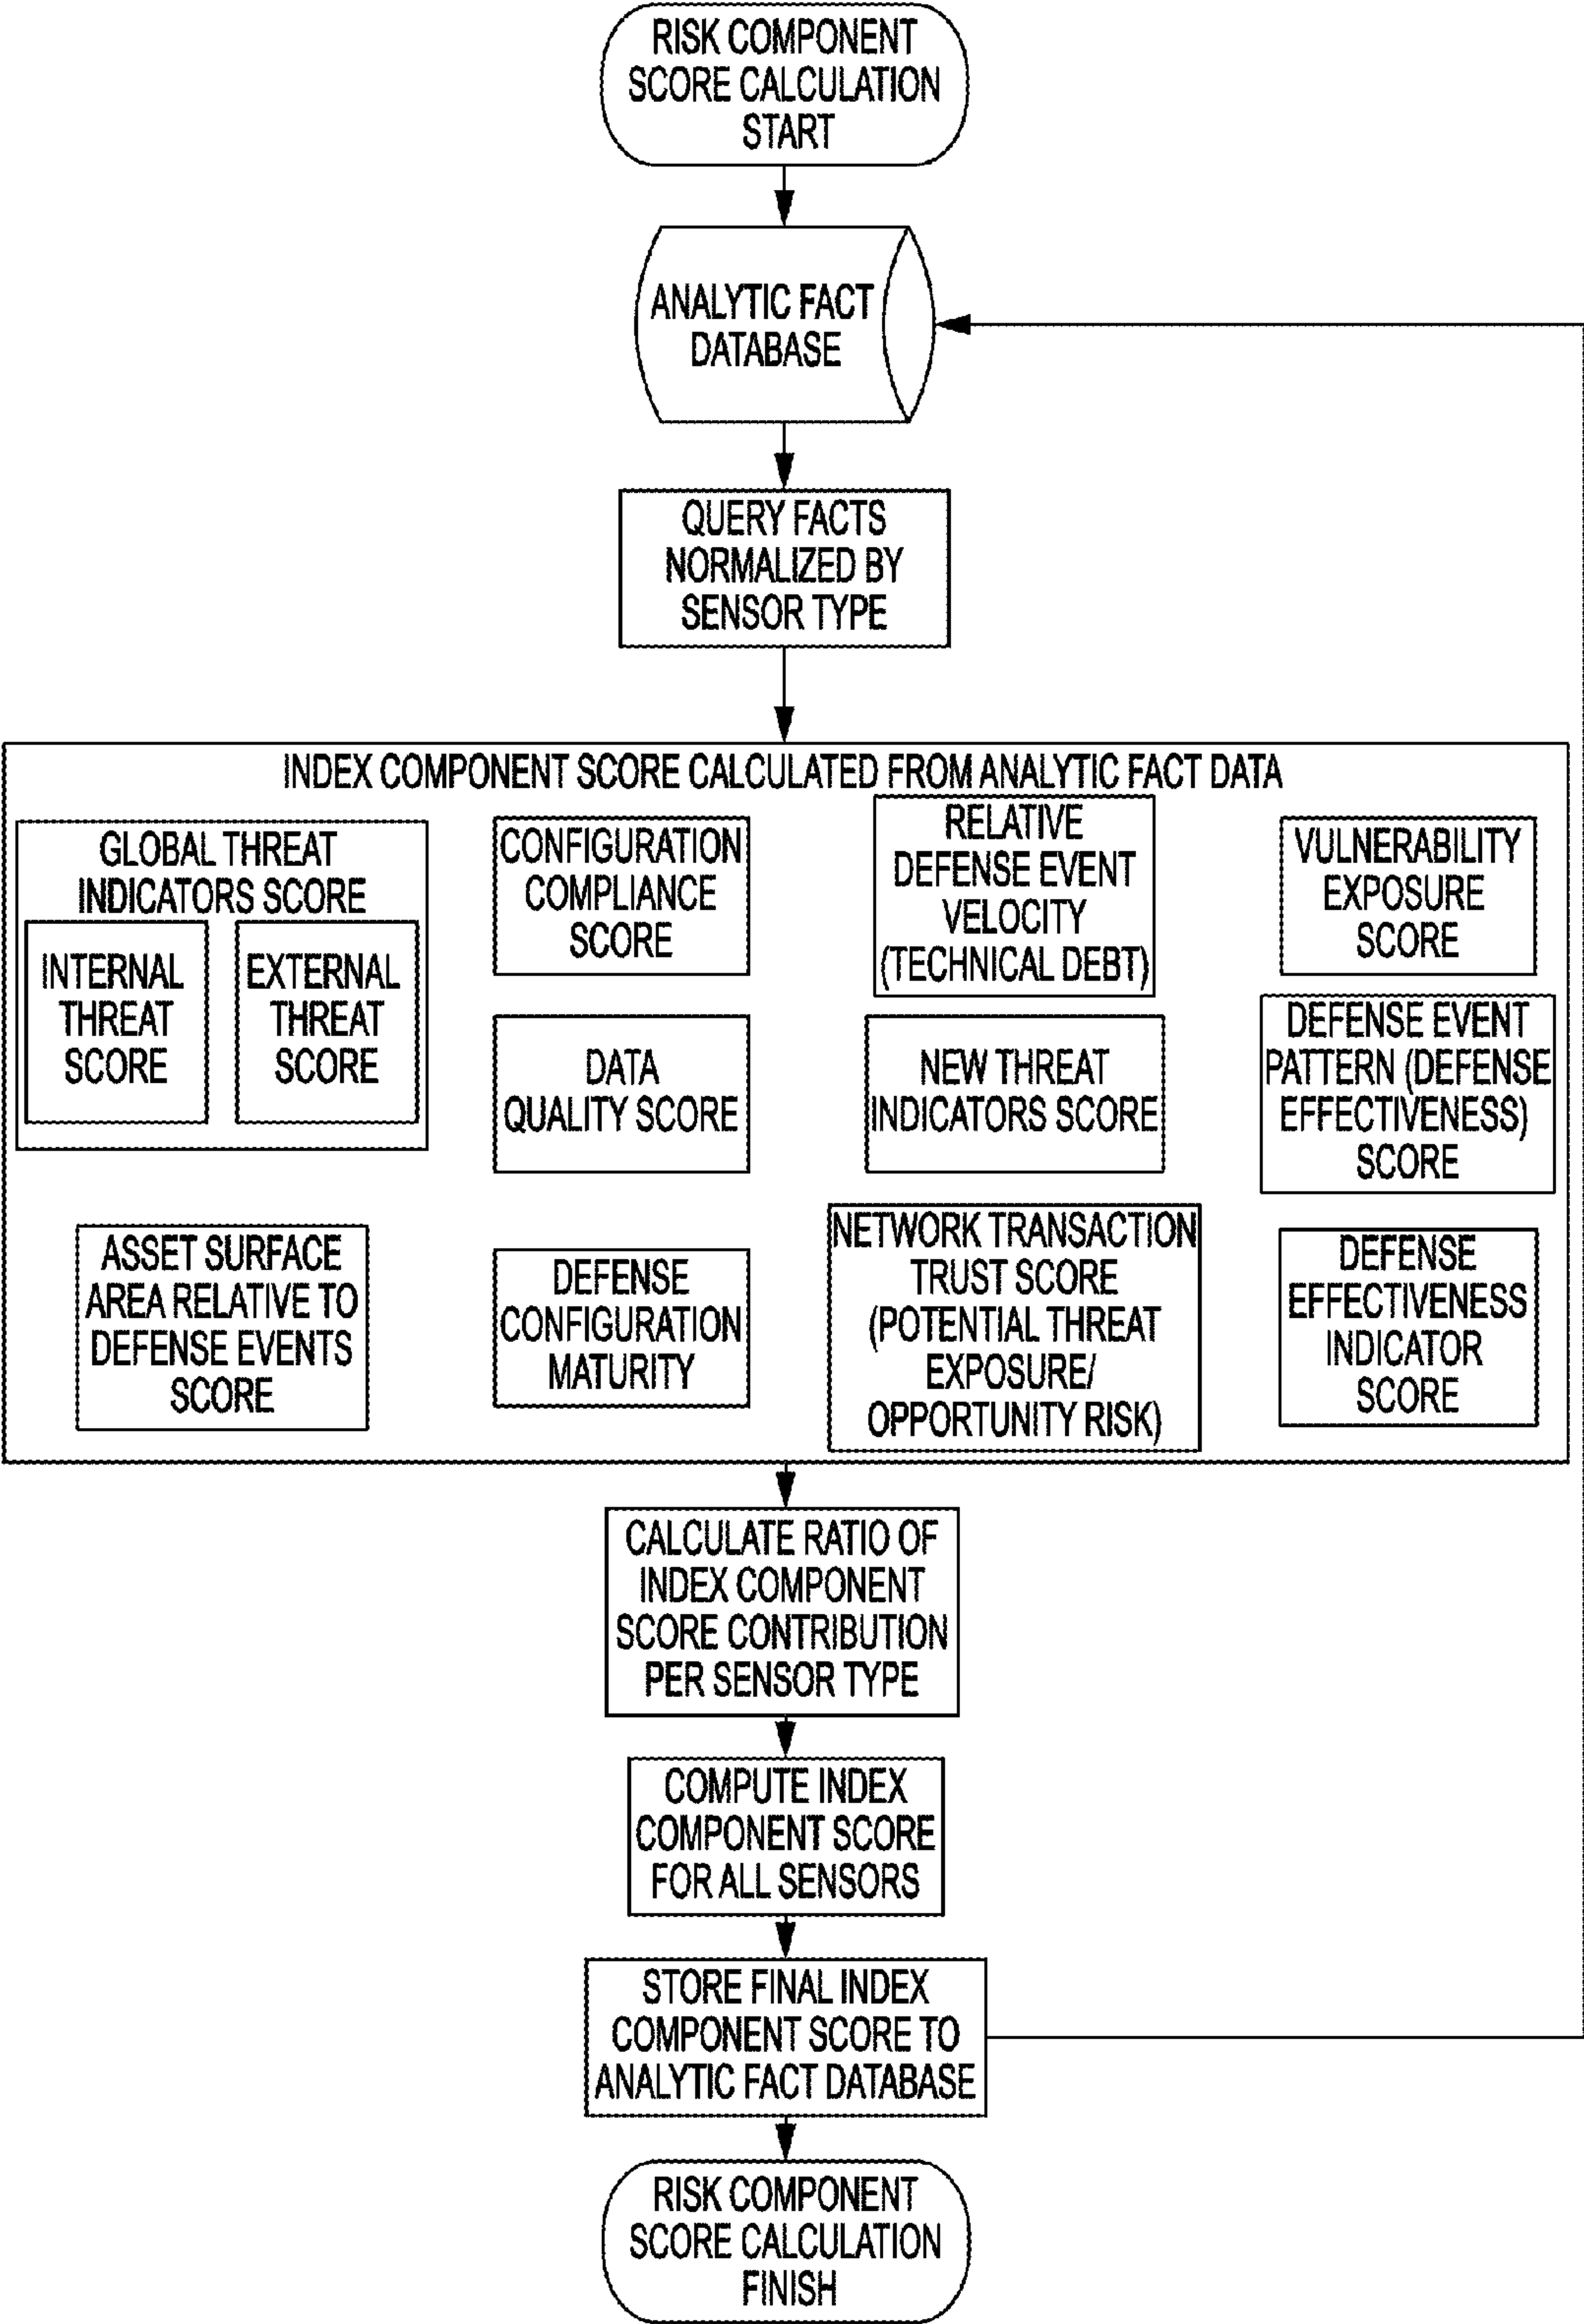 RISK COMPONENT
SCORE CALCULATION
START
ANALYTIC FACT
DATABASE
QUERY FACTS
NORMALIZED BY
SENSOR TYPE
INDEX COMPONENT SCORE CALCULATED FROM ANALYTIC FACT DATA
GLOBAL THREAT
INDICATORS SCORE
INTERNAL
THREAT
SCORE
EXTERNAL
THREAT
SCORE
CONFIGURATION
COMPLIANCE
SCORE
RELATIVE
DEFENSE EVENT
VELOCITY
(TECHNICAL DEBT)
VULNERABILITY
EXPOSURE
SCORE
DATA
QUALITY SCORE
NEW THREAT
INDICATORS SCORE
DEFENSE EVENT
PATTERN (DEFENSE
EFFECTIVENESS)
SCORE
ASSET SURFACE
AREA RELATIVE TO
DEFENSE EVENTS
SCORE
DEFENSE
CONFIGURATION
MATURITY
NETWORK TRANSACTION
TRUST SCORE
(POTENTIAL THREAT
EXPOSURE/
OPPORTUNITY RISK)
DEFENSE
EFFECTIVENESS
INDICATOR
SCORE
CALCULATE RATIO OF
INDEX COMPONENT
SCORE CONTRIBUTION
PER SENSOR TYPE
COMPUTE INDEX
COMPONENT SCORE
FOR ALL SENSORS
STORE FINAL INDEX
COMPONENT SCORE TO
ANALYTIC FACT DATABASE
RISK COMPONENT
SCORE CALCULATION
FINISH